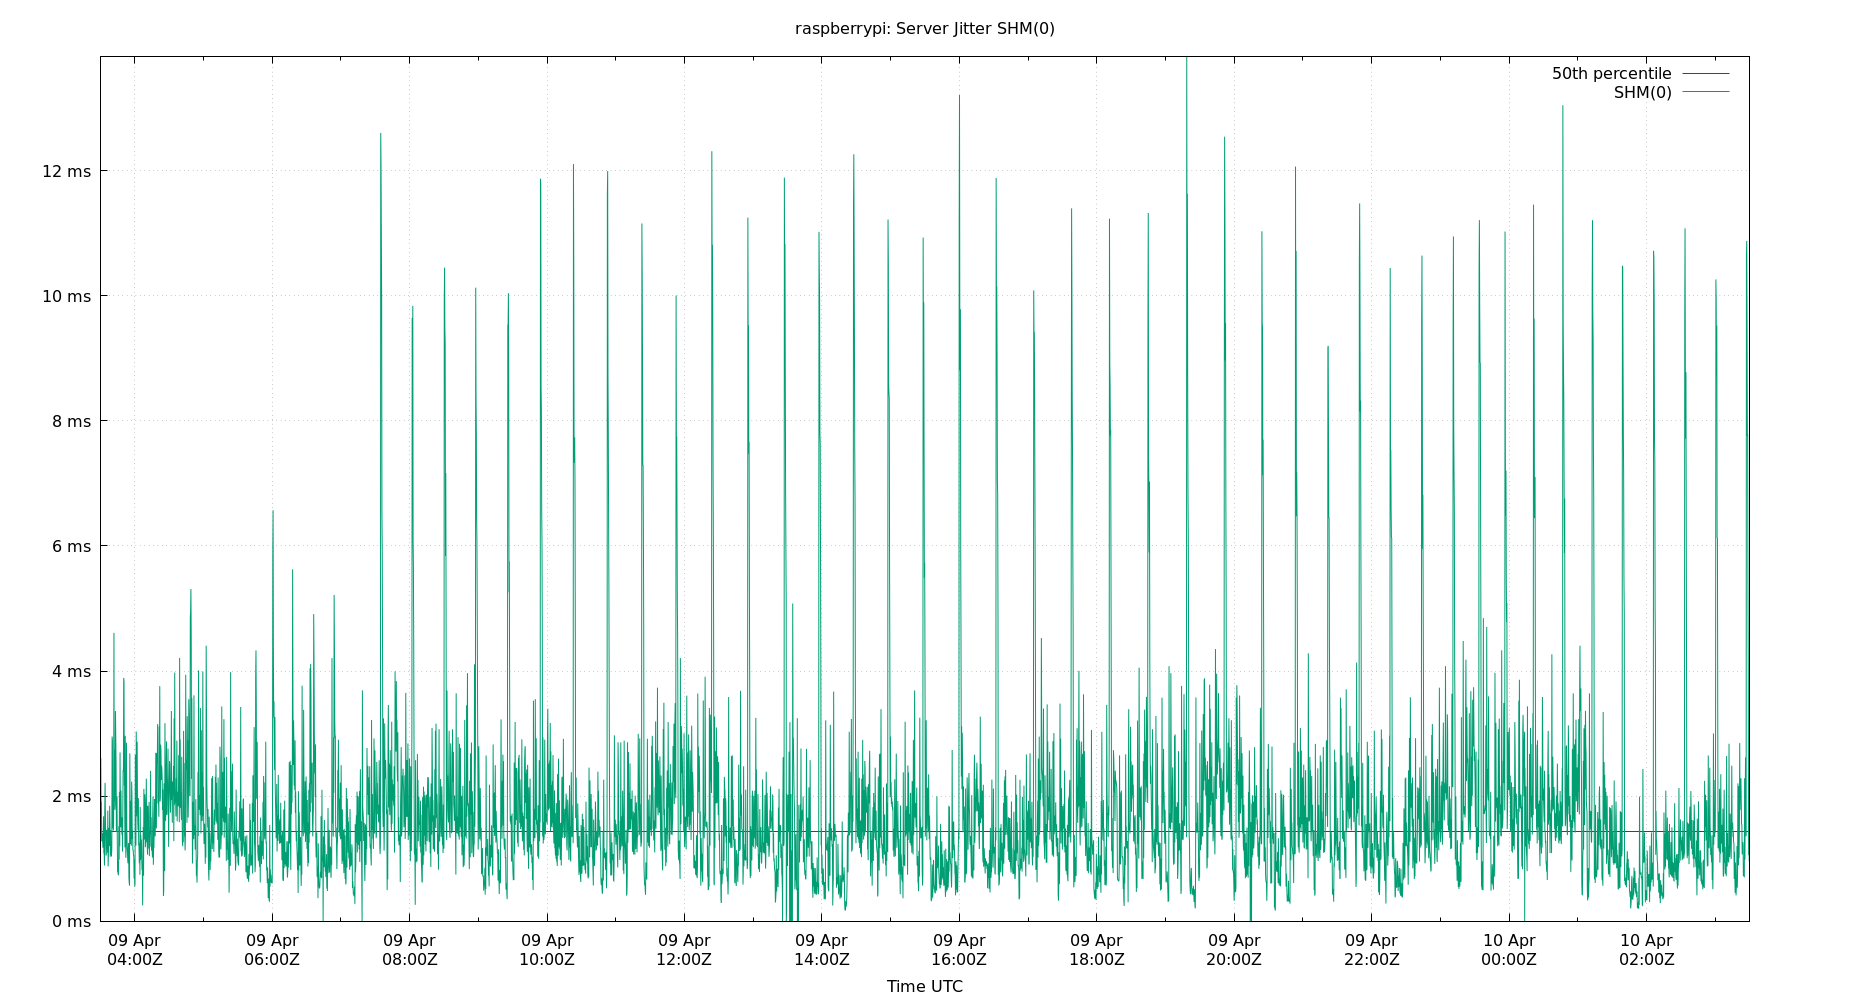 raspberrypi: Server Jitter SHM(0)
50th percentile
SHM(0)
12 ms
10 ms
8 ms
6 ms
4 ms
2 ms
0 ms
09 Apr 09 Apr 09 Apr 09 Apr 09 Apr 09 Apr 09 Apr 09 Apr 09 Apr 09 Apr 10 Apr 10 Apr
04:00Z 06:00Z 08:00Z 10:00Z 12:00Z 14:00Z 16:00Z 18:00Z 20:00Z 22:00Z 00:00Z 02:00Z
Time UTC